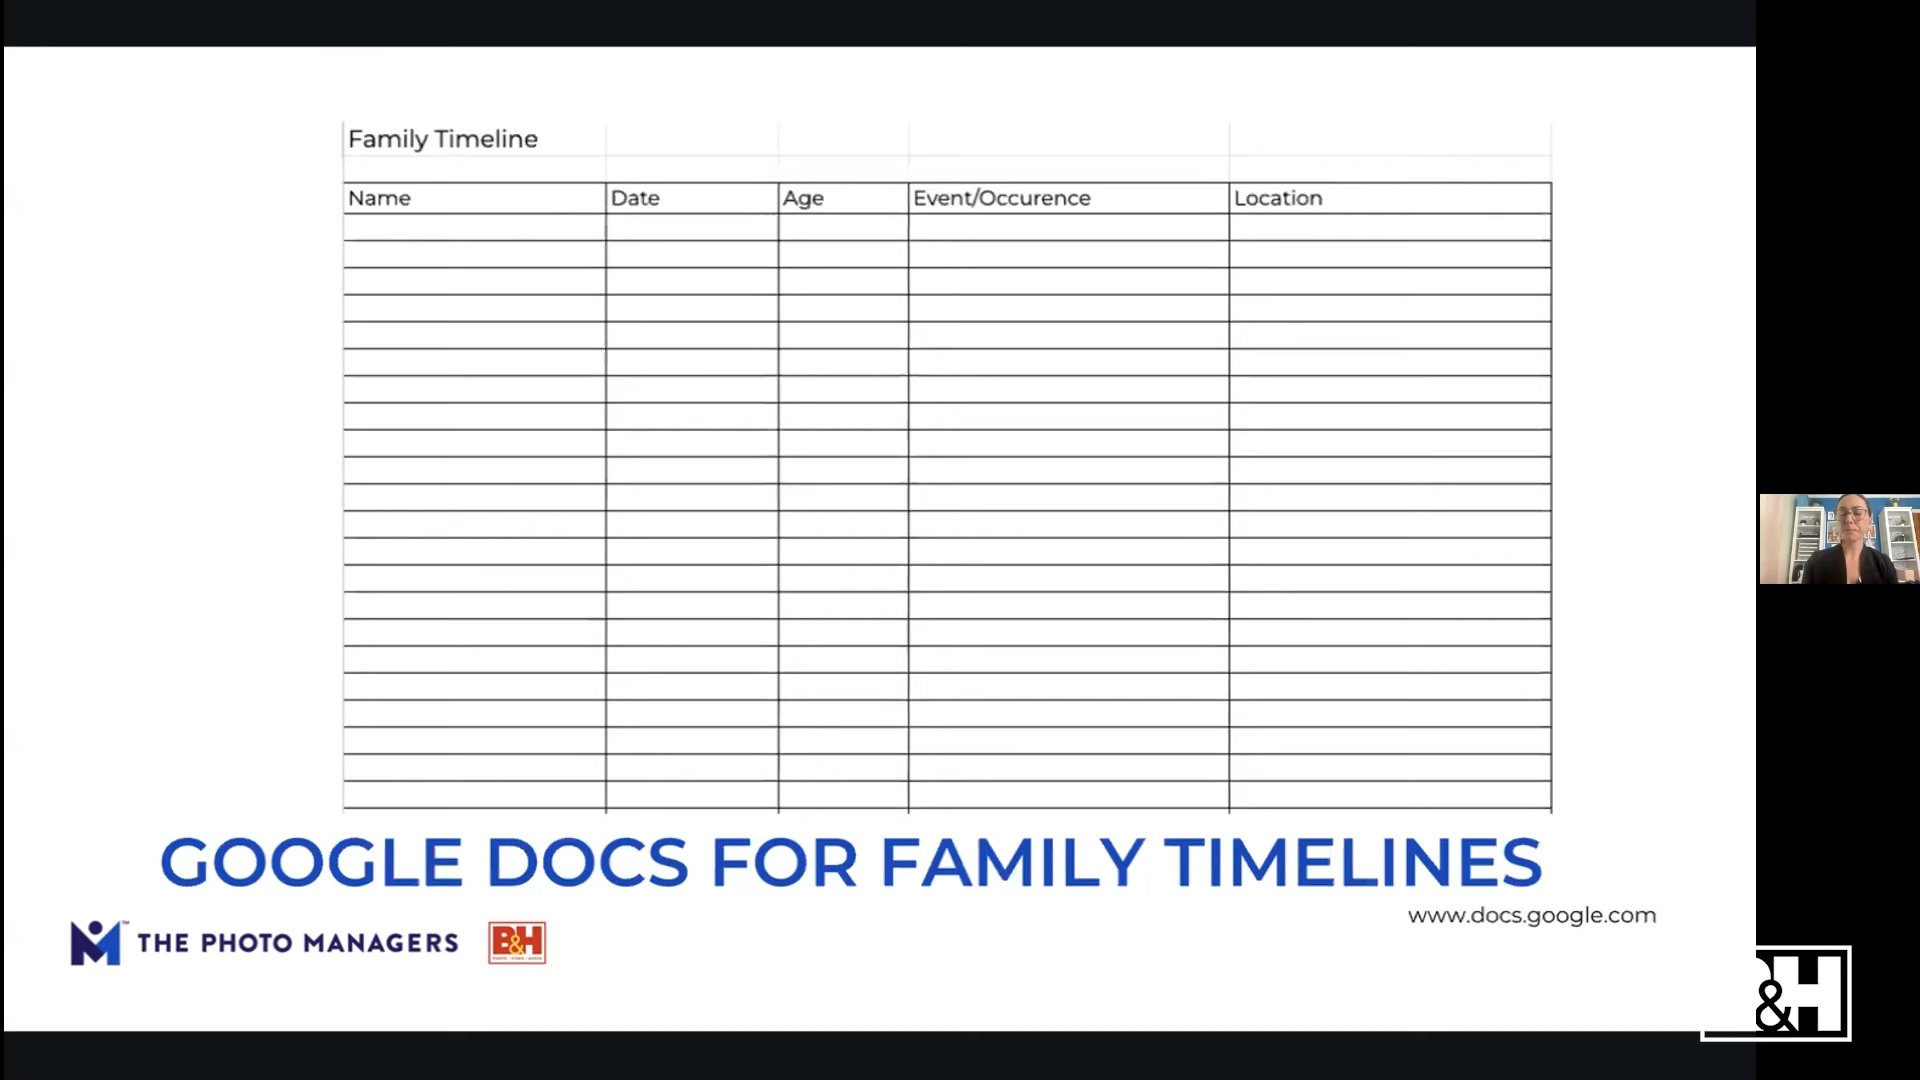 Family Timeline
Name Date Age Event/Occurence Location
GOOGLE DOCS FOR FAMILY TIMELINES
www.docs.google.com
THE PHOTO MANAGERS B&H
&H